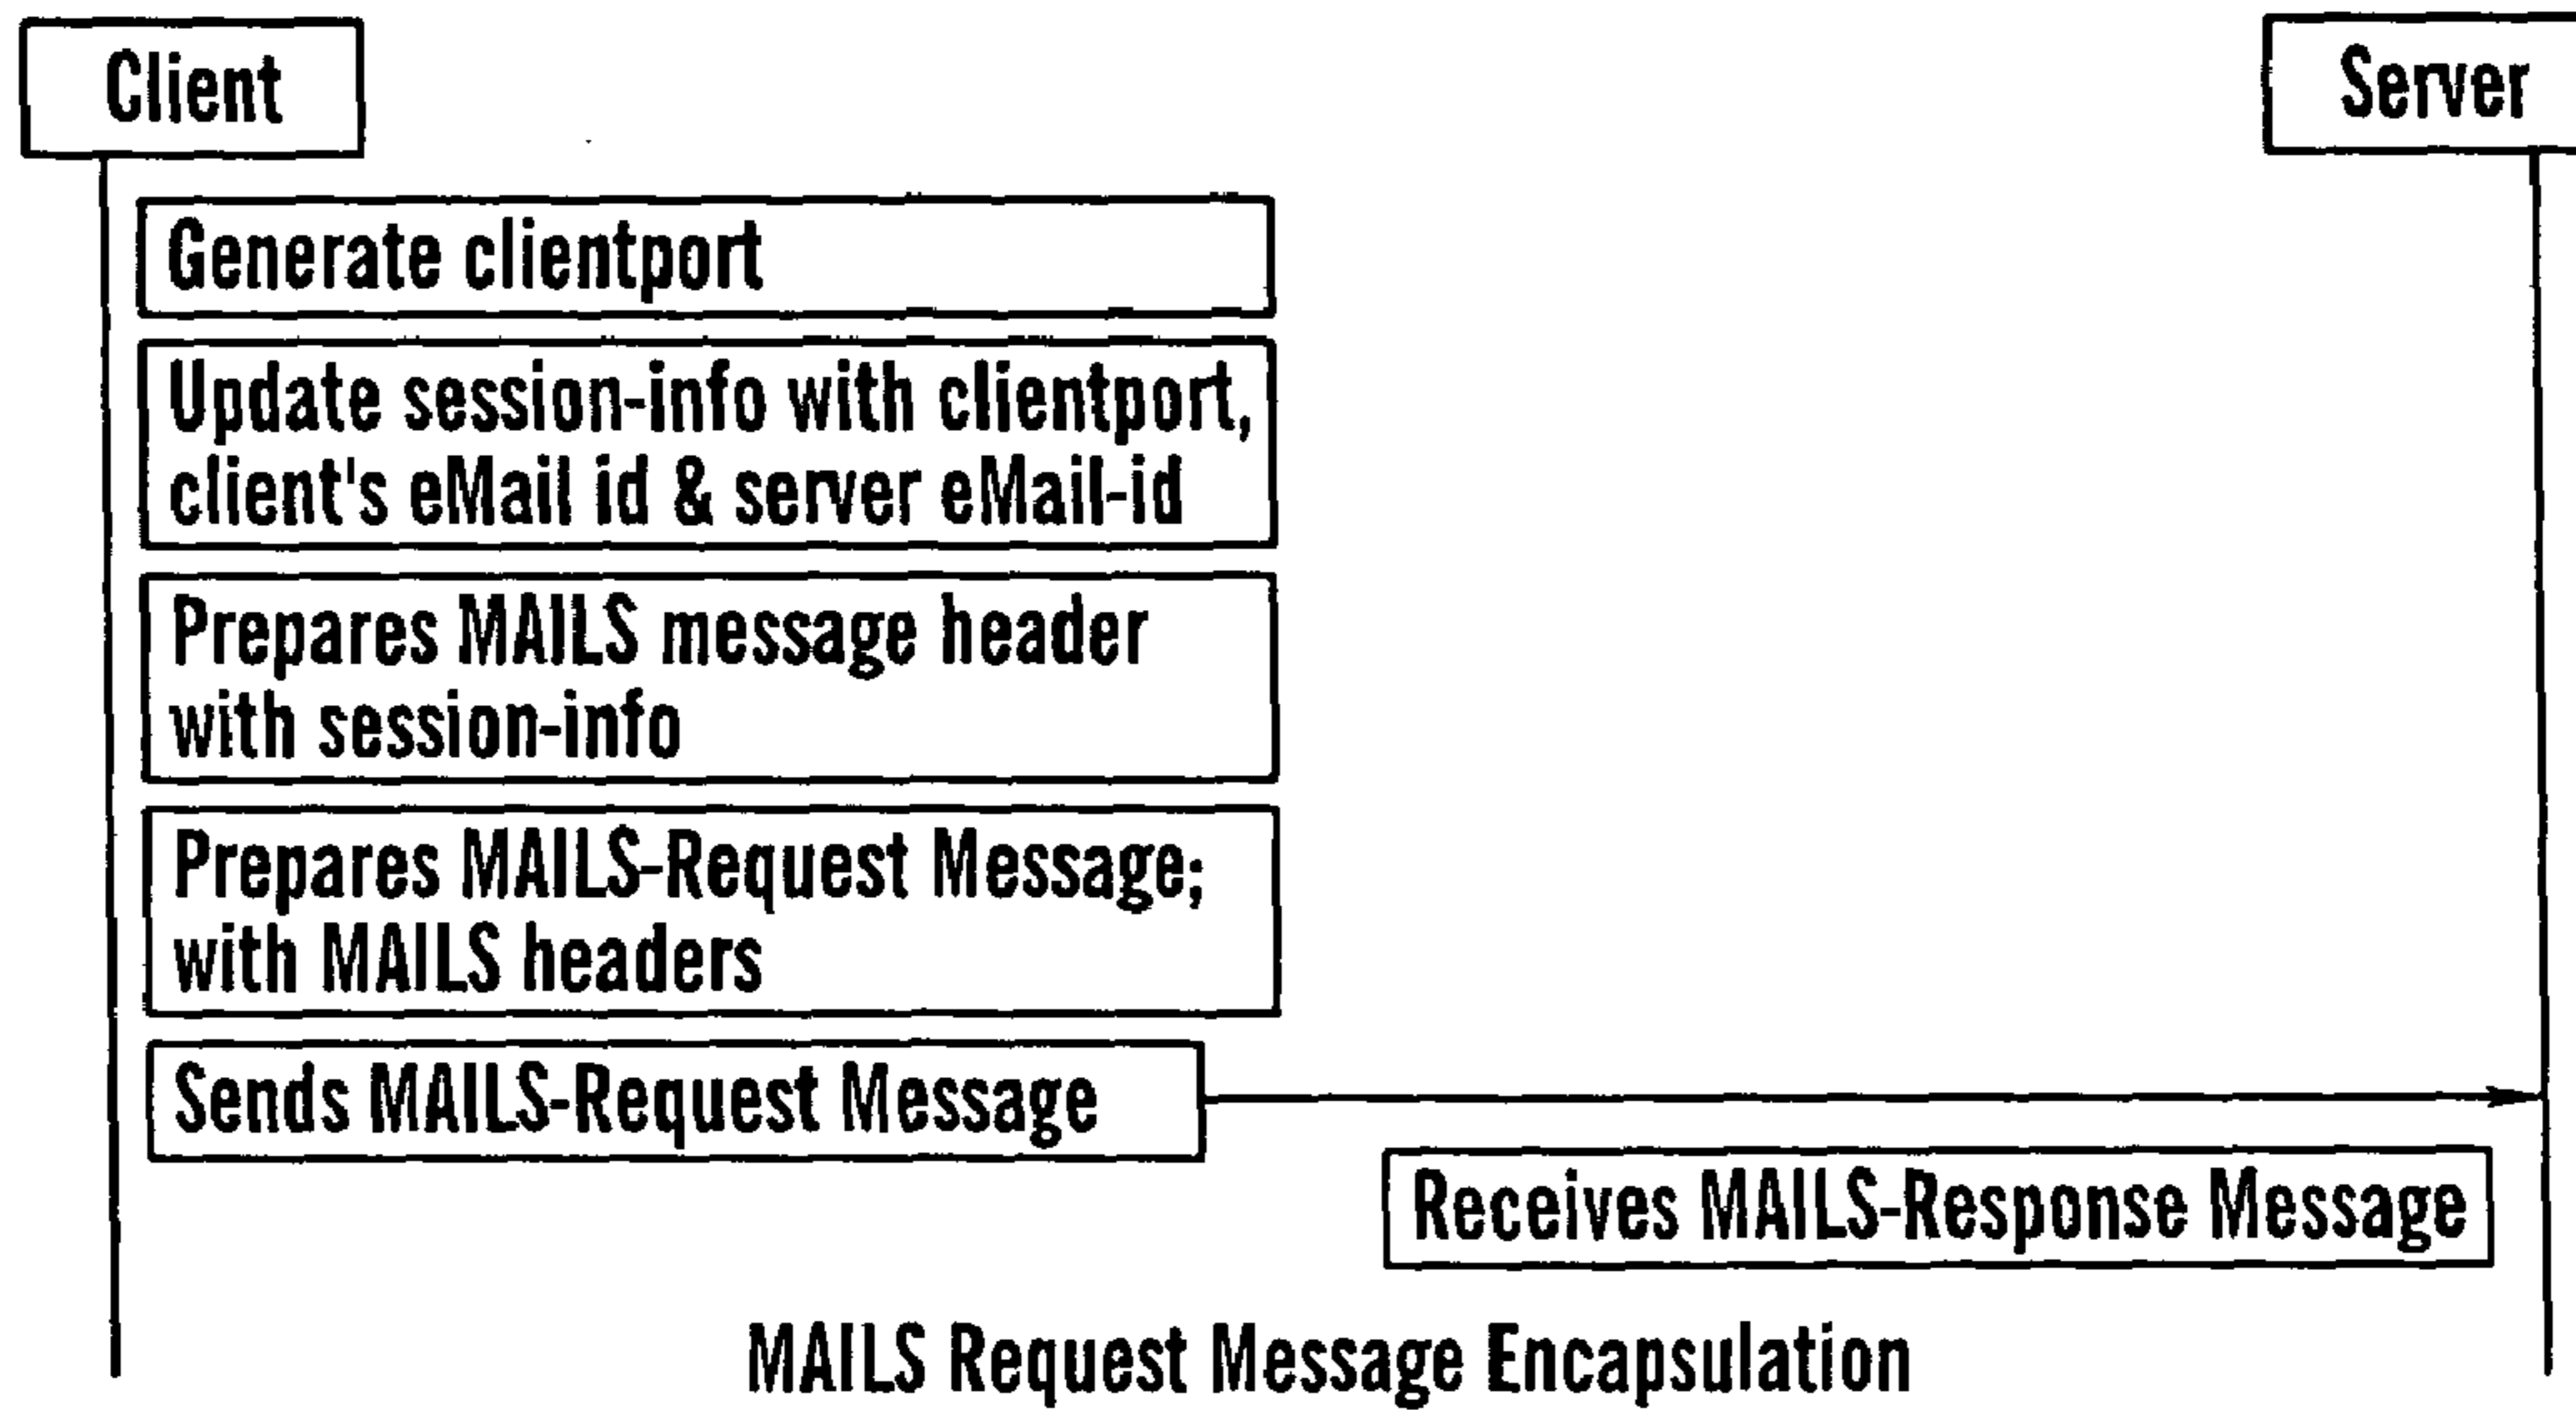 Client
Server
Generate clientport
Update session-info with clientport,
client's eMail id & server eMail-id
Prepares MAILS message header
with session-info
Prepares MAILS-Request Message;
with MAILS headers
Sends MAILS-Request Message
Receives MAILS-Response Message
MAILS Request Message Encapsulation